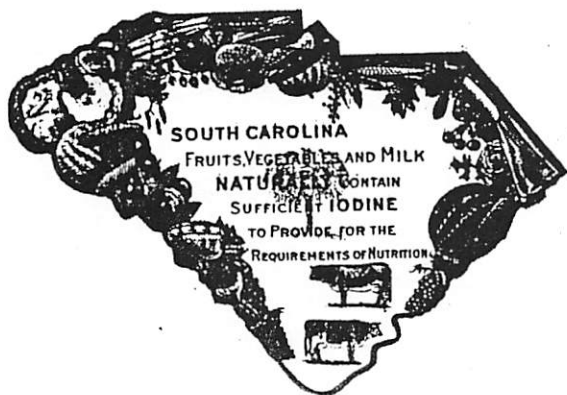 SOUTH CAROLINA
FRUITS, VEGETABLES AND MILK
NATURALLY CONTAIN
SUFFICIENT IODINE
TO PROVIDE FOR THE
REQUIREMENTS OF NUTRITION